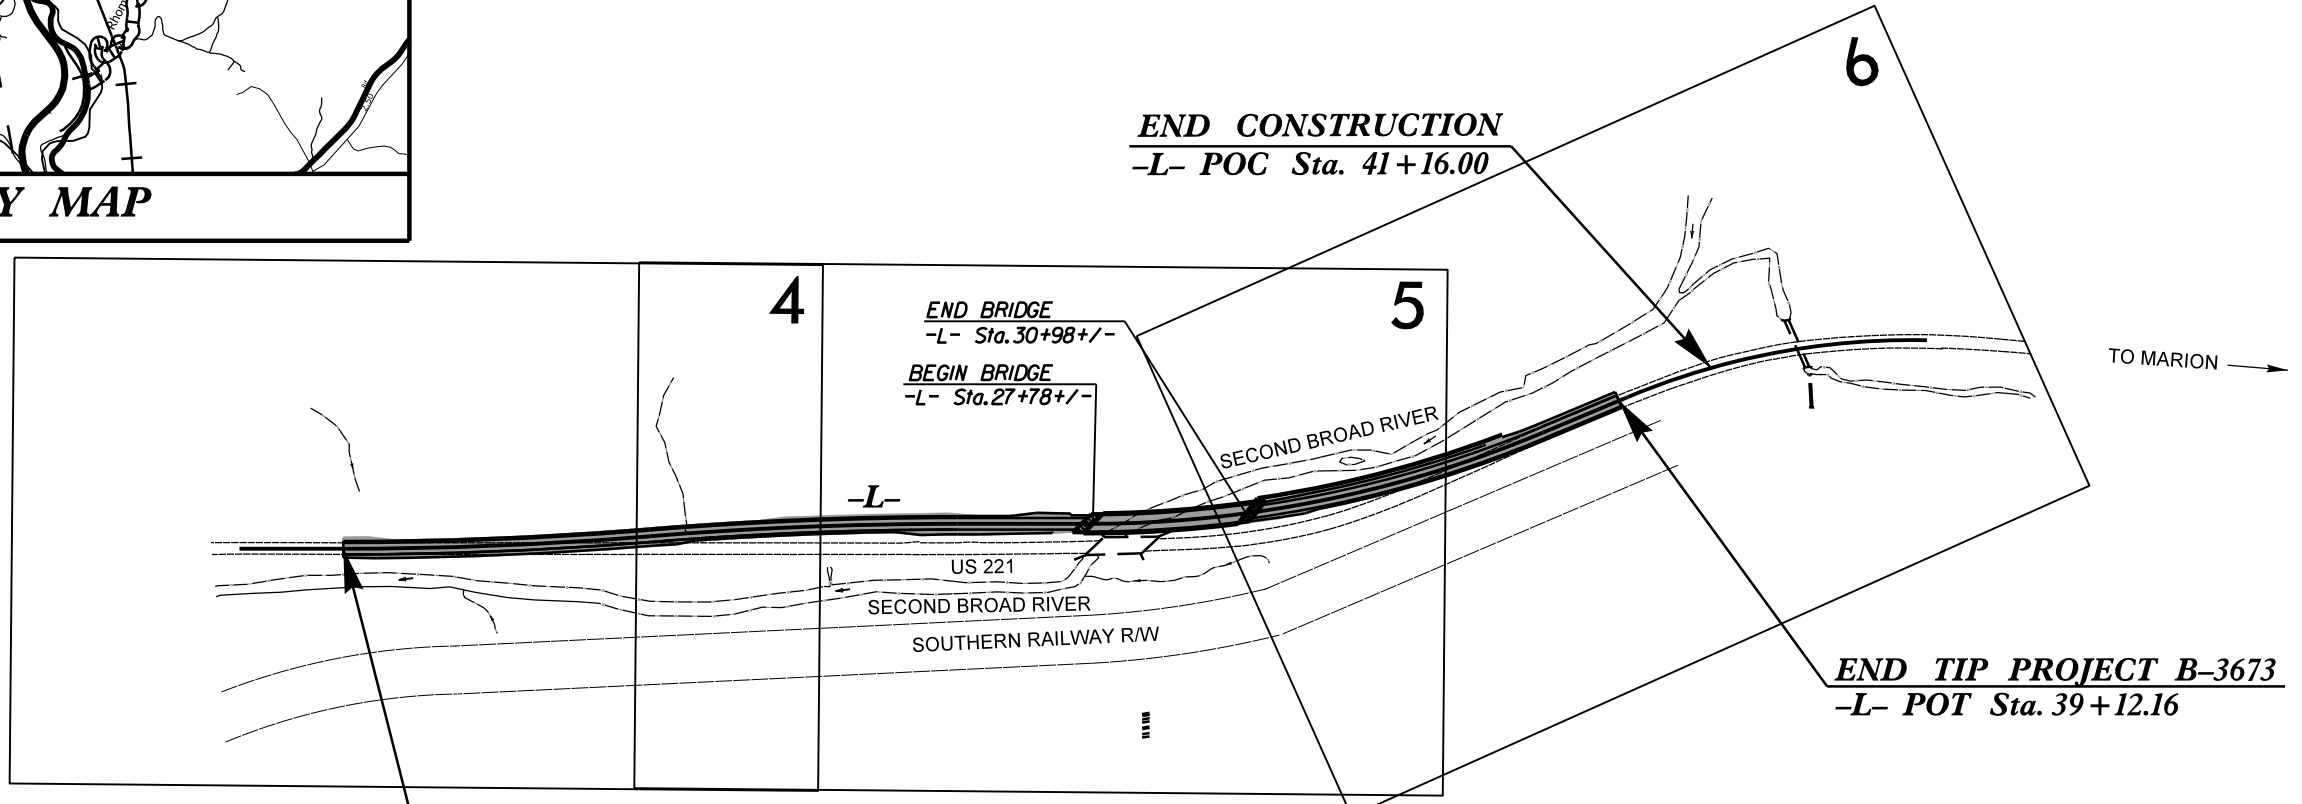 Y MAP
6
END CONSTRUCTION
-L- POC Sta. 41+16.00
4
5
END BRIDGE
-L- Sta.30+98+/-
BEGIN BRIDGE
-L- Sta.27+78+/-
TO MARION
SECOND BROAD RIVER
-L-
US 221
SECOND BROAD RIVER
SOUTHERN RAILWAY R/W
END TIP PROJECT B-3673
-L- POT Sta. 39+12.16